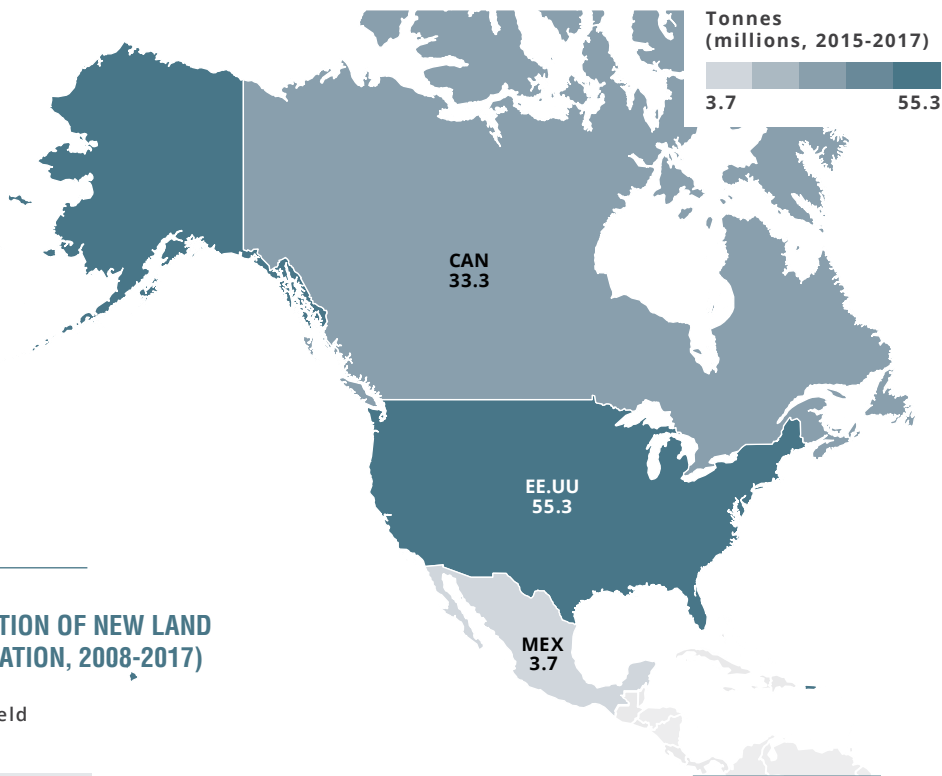 Tonnes
(millions, 2015-2017)
3.7 55.3
CAN
33.3
EE.UU
55.3
MEX
3.7
TION OF NEW LAND
ATION, 2008-2017)
eld